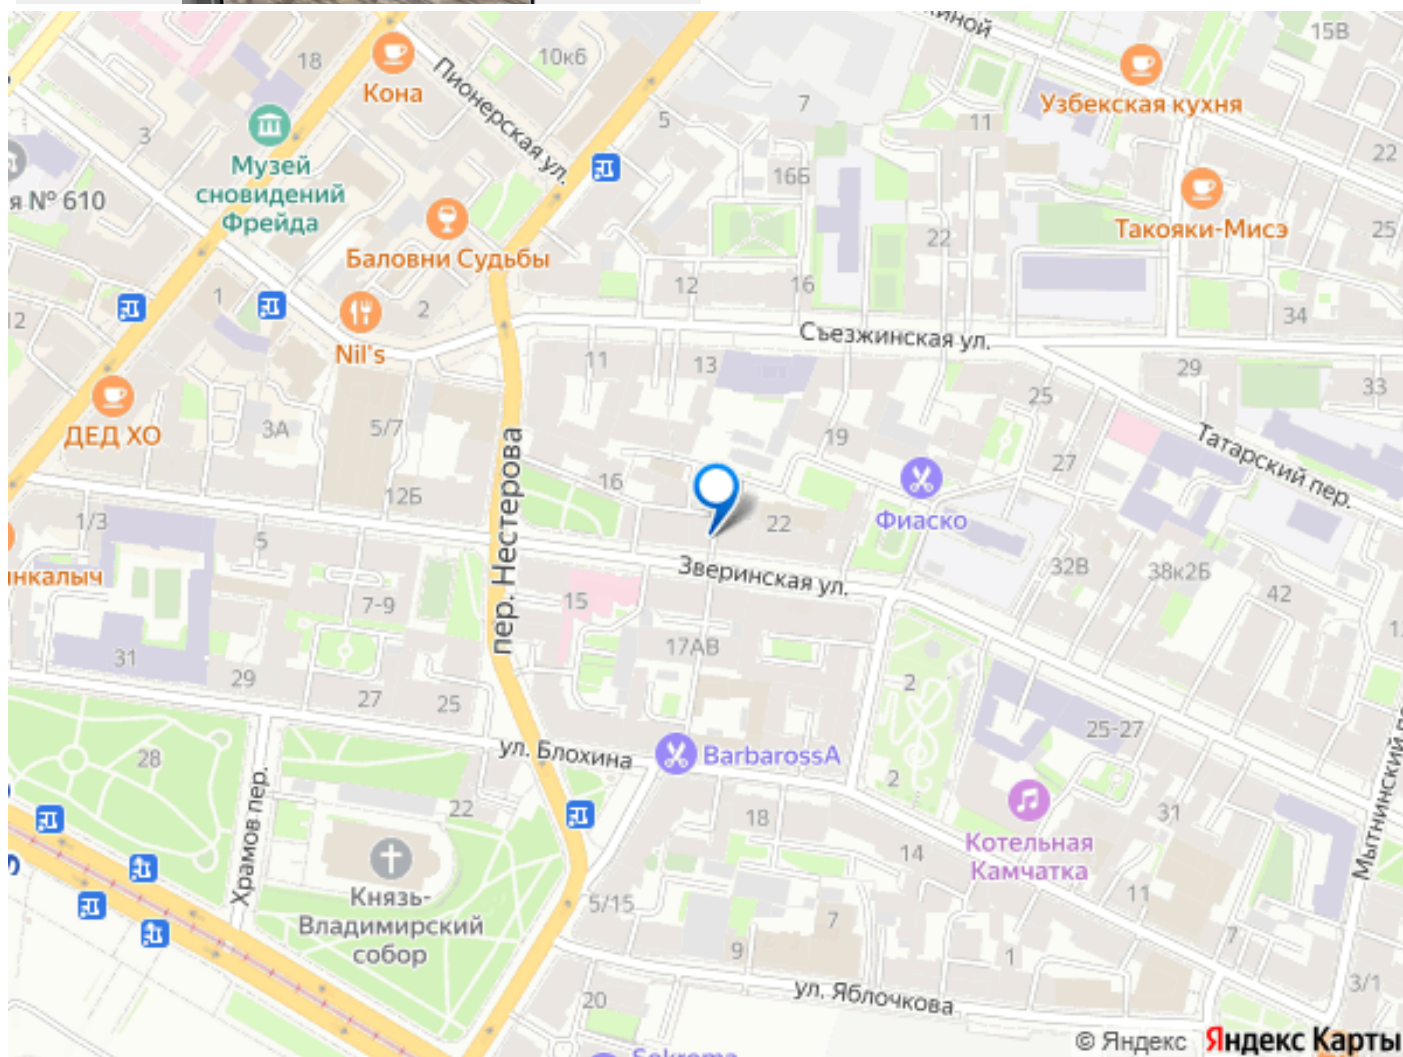 18
Кона
10к6
15В
Узбекская кухня
Пионерская ул.
7
11
5
3
22
Музей
сновидений
Фрейда
16Б
Такояки-Мисэ
25
я № 610
22
Баловни Судьбы
12
16
1
2
12
34
Nil's
Съезжинская ул.
11
13
29
33
25
ДЕД ХО
3А
5/7
19
Татарский пер.
27
16
12Б
пер. Нестерова
22
Фиаско
1/3
5
Зверинская ул.
32В
38к2Б
42
нкалыч
7-9
15
17АВ
31
29
27
25
2
25-27
28
ул. Блохина
BarbarossA
2
Храмов пер.
22
18
31
Котельная
Камчатка
Мытнинский
14
11
Князь-
Владимирский
собор
5/15
7
9
7
1
3/1
20
ул. Яблочкова
© Яндекс
Яндекс Карты